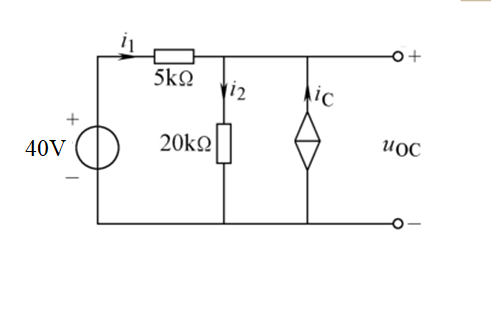 i1
5kΩ
i2
iC
+
+
40V
20kΩ
uOC
−
−